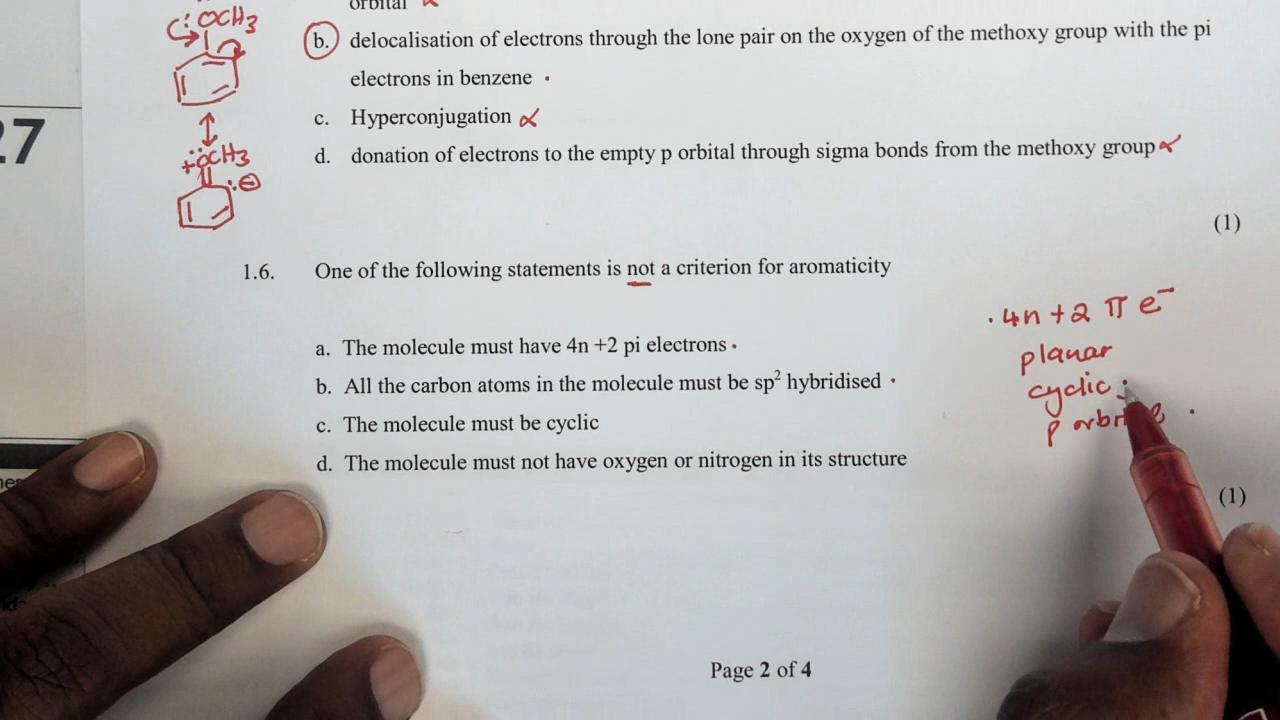 orbital
C: OCH3
b. delocalisation of electrons through the lone pair on the oxygen of the methoxy group with the pi
electrons in benzene
c. Hyperconjugation
27
+OCH3
d. donation of electrons to the empty p orbital through sigma bonds from the methoxy group
(1)
1.6. One of the following statements is not a criterion for aromaticity
.4n+2 π e⁻
planar
a. The molecule must have 4n +2 pi electrons
b. All the carbon atoms in the molecule must be sp² hybridised
cyclic
c. The molecule must be cyclic
p
d. The molecule must not have oxygen or nitrogen in its structure
(1)
Page 2 of 4